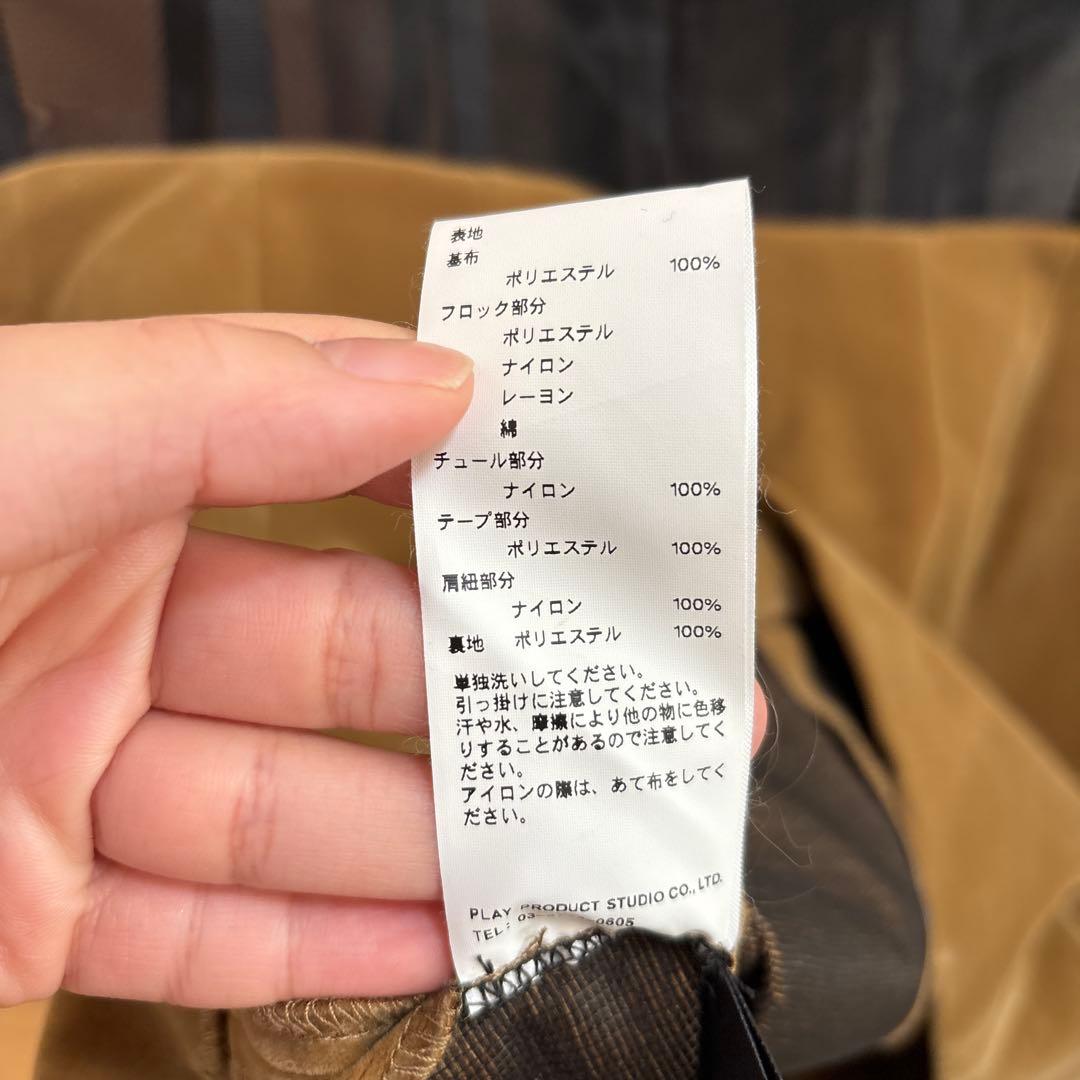 表地
基布
ポリエステル 100%
フロック部分
ポリエステル
ナイロン
レーヨン
綿
チュール部分
ナイロン 100%
テープ部分
ポリエステル 100%
肩紐部分
ナイロン 100%
裏地 ポリエステル 100%
単独洗いしてください。
引っ掛けに注意してください。
汗や水、摩擦により他の物に色移
りすることがあるので注意してく
ださい。
アイロンの際は、あて布をしてく
ださい。
PLAY PRODUCT STUDIO CO., LTD.
TEL: 03- 0605